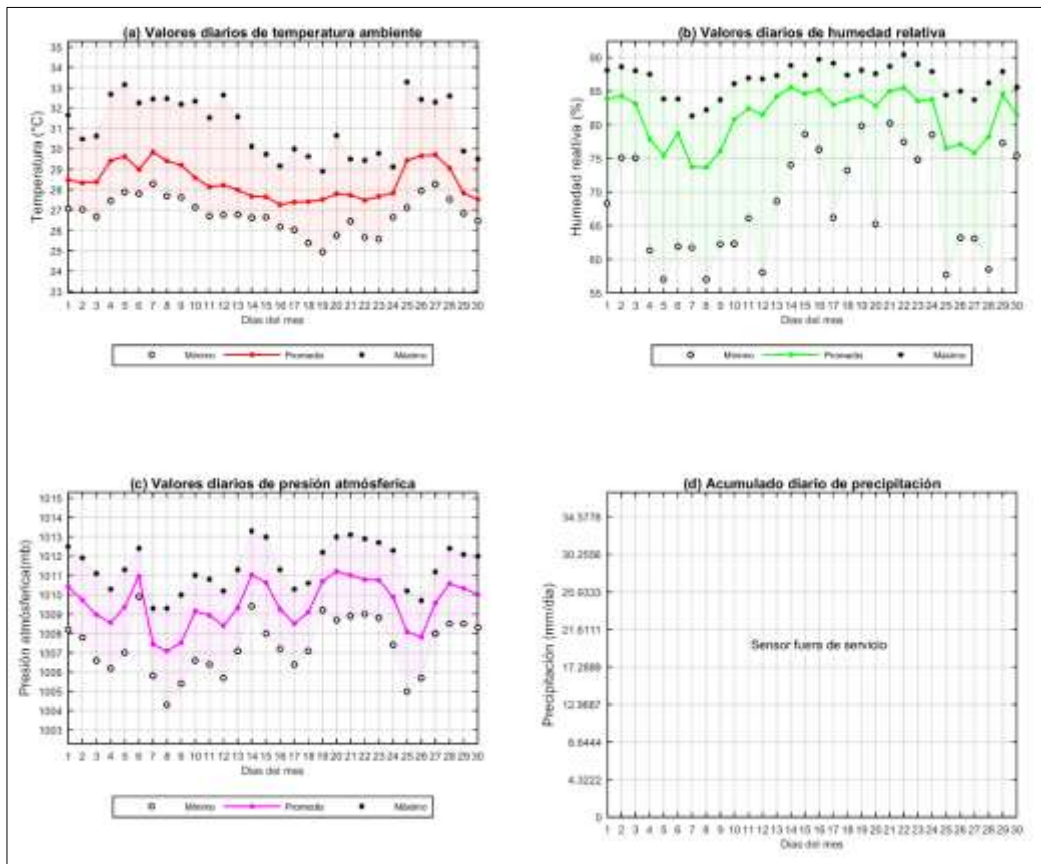 (a) Valores diarios de temperatura ambiente
Temperatura (°C)
35
34
33
32
31
30
29
28
27
26
25
24
23
1 2 3 4 5 6 7 8 9 10 11 12 13 14 15 16 17 18 19 20 21 22 23 24 25 26 27 28 29 30
Días del mes
Mínimo Promedio Máximo
(b) Valores diarios de humedad relativa
Humedad realtiva (%)
90
85
80
75
70
65
60
55
1 2 3 4 5 6 7 8 9 10 11 12 13 14 15 16 17 18 19 20 21 22 23 24 25 26 27 28 29 30
Días del mes
Mínimo Promedio Máximo
(c) Valores diarios de presión atmósferica
Presión atmósferica(mb)
1015
1014
1013
1012
1011
1010
1009
1008
1007
1006
1005
1004
1003
1 2 3 4 5 6 7 8 9 10 11 12 13 14 15 16 17 18 19 20 21 22 23 24 25 26 27 28 29 30
Días del mes
Mínimo Promedio Máximo
(d) Acumulado diario de precipitación
Precipitación (mm/día)
34.5778
30.2556
25.9333
21.6111
17.2889
12.9667
8.6444
4.3222
0
Sensor fuera de servicio
1 2 3 4 5 6 7 8 9 10 11 12 13 14 15 16 17 18 19 20 21 22 23 24 25 26 27 28 29 30
Días del mes